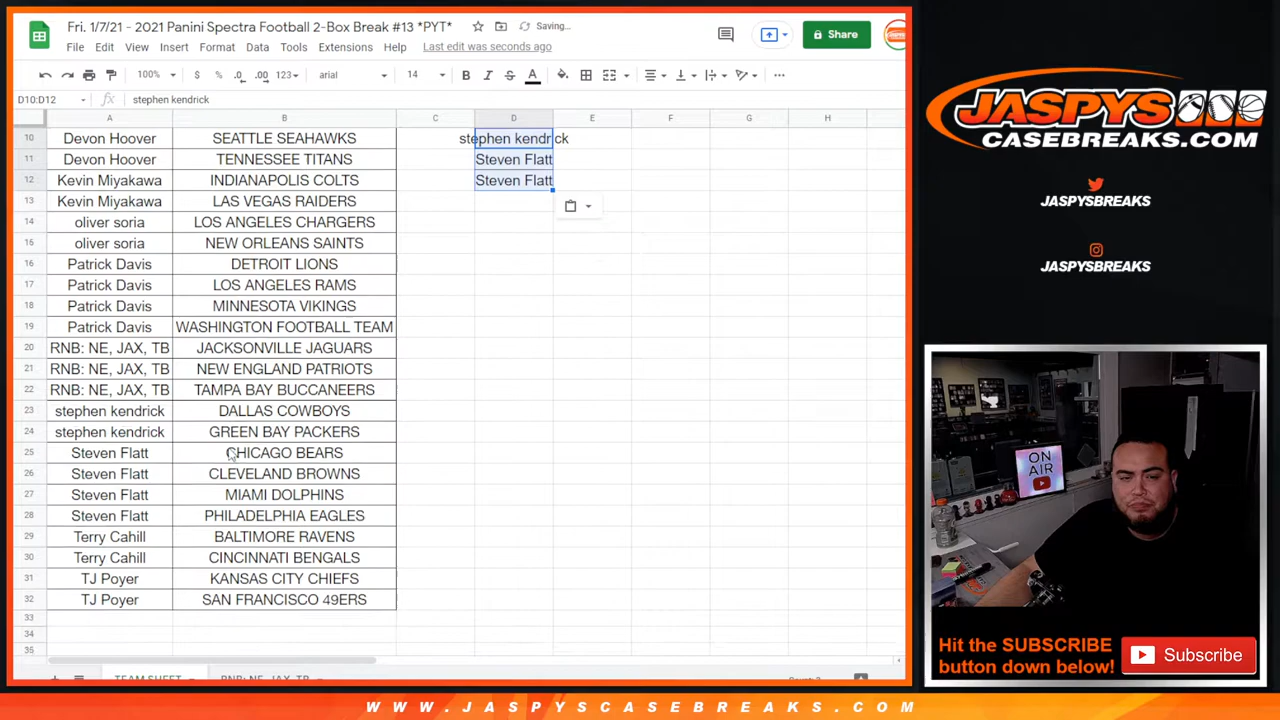 Fri. 1/7/21 - 2021 Panini Spectra Football 2-Box Break #13 *PYT*
Saving...
File Edit View Insert Format Data Tools Extensions Help Last edit was seconds ago
Share
100% $ % .0 .00 123 arial 14 B I S A
D10:D12 fx stephen kendrick
A B C D E F G H
10 Devon Hoover SEATTLE SEAHAWKS stephen kendrick
11 Devon Hoover TENNESSEE TITANS Steven Flatt
12 Kevin Miyakawa INDIANAPOLIS COLTS Steven Flatt
13 Kevin Miyakawa LAS VEGAS RAIDERS
14 oliver soria LOS ANGELES CHARGERS
15 oliver soria NEW ORLEANS SAINTS
16 Patrick Davis DETROIT LIONS
17 Patrick Davis LOS ANGELES RAMS
18 Patrick Davis MINNESOTA VIKINGS
19 Patrick Davis WASHINGTON FOOTBALL TEAM
20 RNB: NE, JAX, TB JACKSONVILLE JAGUARS
21 RNB: NE, JAX, TB NEW ENGLAND PATRIOTS
22 RNB: NE, JAX, TB TAMPA BAY BUCCANEERS
23 stephen kendrick DALLAS COWBOYS
24 stephen kendrick GREEN BAY PACKERS
25 Steven Flatt CHICAGO BEARS
26 Steven Flatt CLEVELAND BROWNS
27 Steven Flatt MIAMI DOLPHINS
28 Steven Flatt PHILADELPHIA EAGLES
29 Terry Cahill BALTIMORE RAVENS
30 Terry Cahill CINCINNATI BENGALS
31 TJ Poyer KANSAS CITY CHIEFS
32 TJ Poyer SAN FRANCISCO 49ERS
33
34
35
TEAM SHEET RNB: NE, JAX, TB
JASPYS
CASEBREAKS.COM
JASPYSBREAKS
JASPYSBREAKS
ON
AIR
Hit the SUBSCRIBE
button down below!
Subscribe
WWW.JASPYSCASEBREAKS.COM